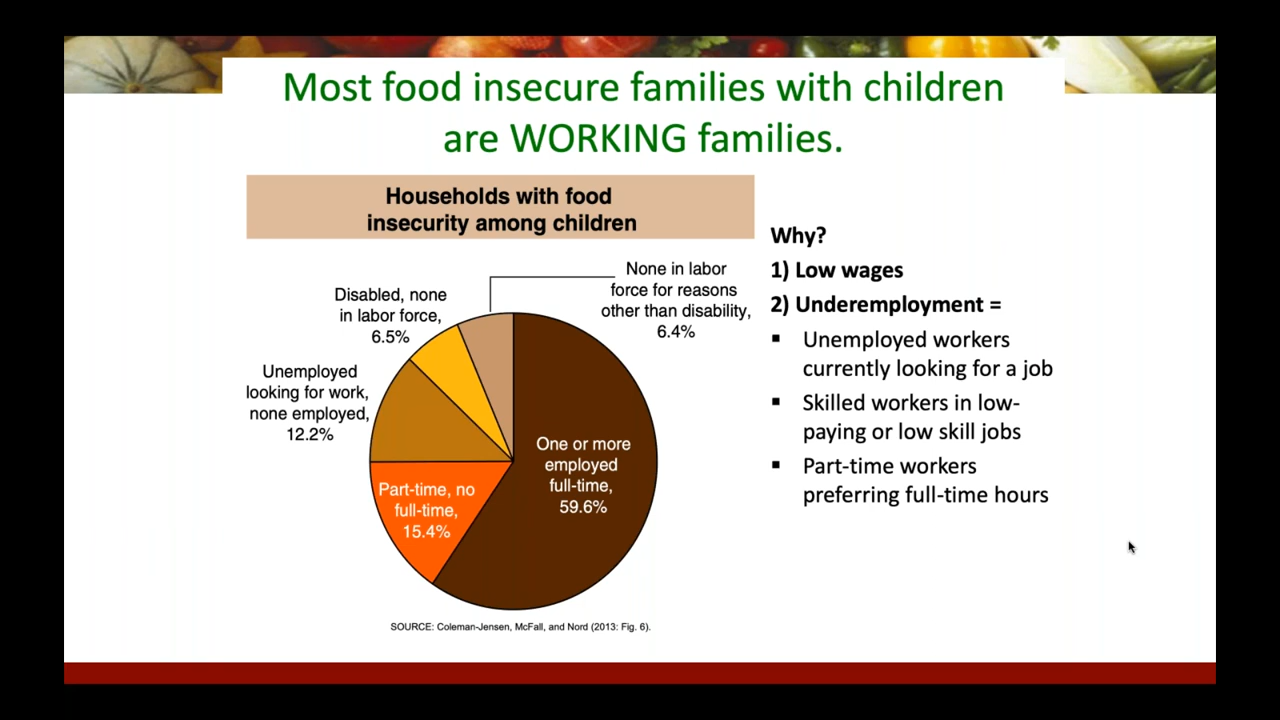 Most food insecure families with children
are WORKING families.
Households with food
insecurity among children
None in labor
force for reasons
other than disability,
6.4%
Disabled, none
in labor force,
6.5%
Unemployed
looking for work,
none employed,
12.2%
One or more
employed
full-time,
59.6%
Part-time, no
full-time,
15.4%
SOURCE: Coleman-Jensen, McFall, and Nord (2013: Fig. 6).
Why?
1) Low wages
2) Underemployment =
▪ Unemployed workers
currently looking for a job
▪ Skilled workers in low-
paying or low skill jobs
▪ Part-time workers
preferring full-time hours